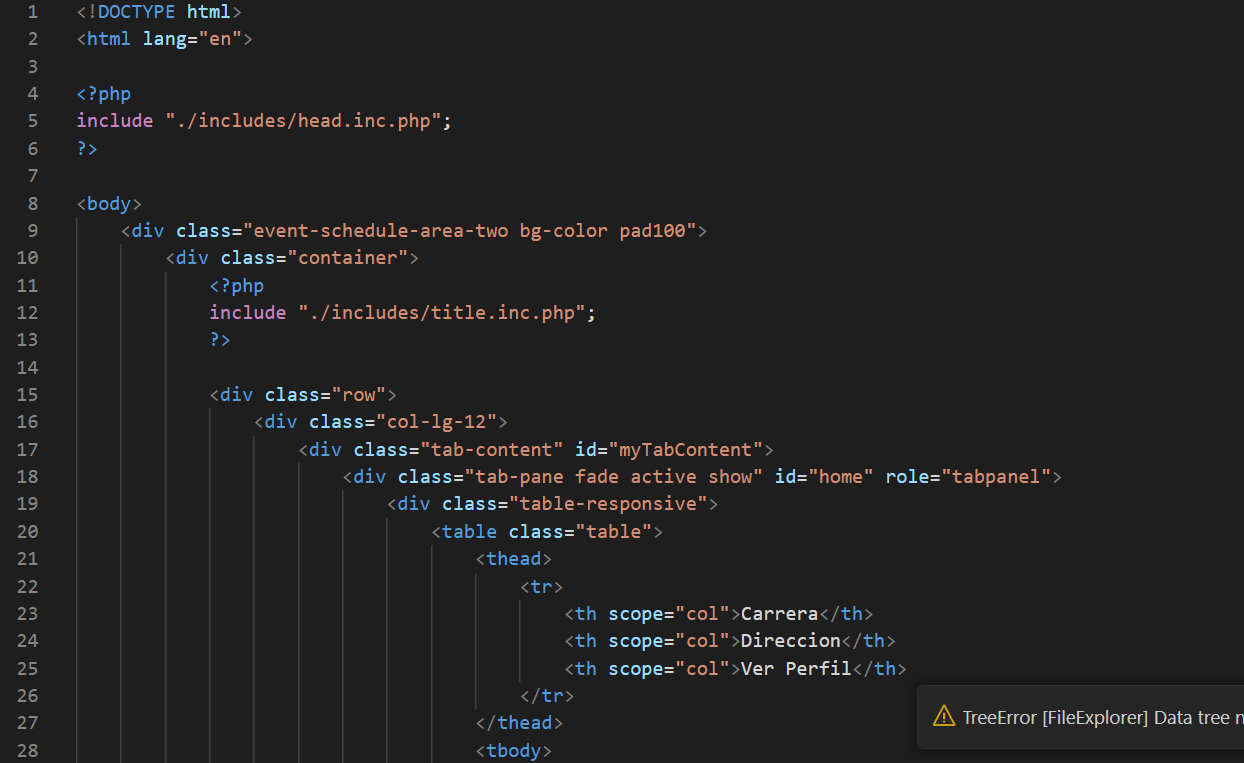 1 <!DOCTYPE html>
2 <html lang="en">
3
4 <?php
5 include "./includes/head.inc.php";
6 ?>
7
8 <body>
9 <div class="event-schedule-area-two bg-color pad100">
10 <div class="container">
11 <?php
12 include "./includes/title.inc.php";
13 ?>
14
15 <div class="row">
16 <div class="col-lg-12">
17 <div class="tab-content" id="myTabContent">
18 <div class="tab-pane fade active show" id="home" role="tabpanel">
19 <div class="table-responsive">
20 <table class="table">
21 <thead>
22 <tr>
23 <th scope="col">Carrera</th>
24 <th scope="col">Direccion</th>
25 <th scope="col">Ver Perfil</th>
26 </tr>
27 </thead>
28 <tbody>
TreeError [FileExplorer] Data tree